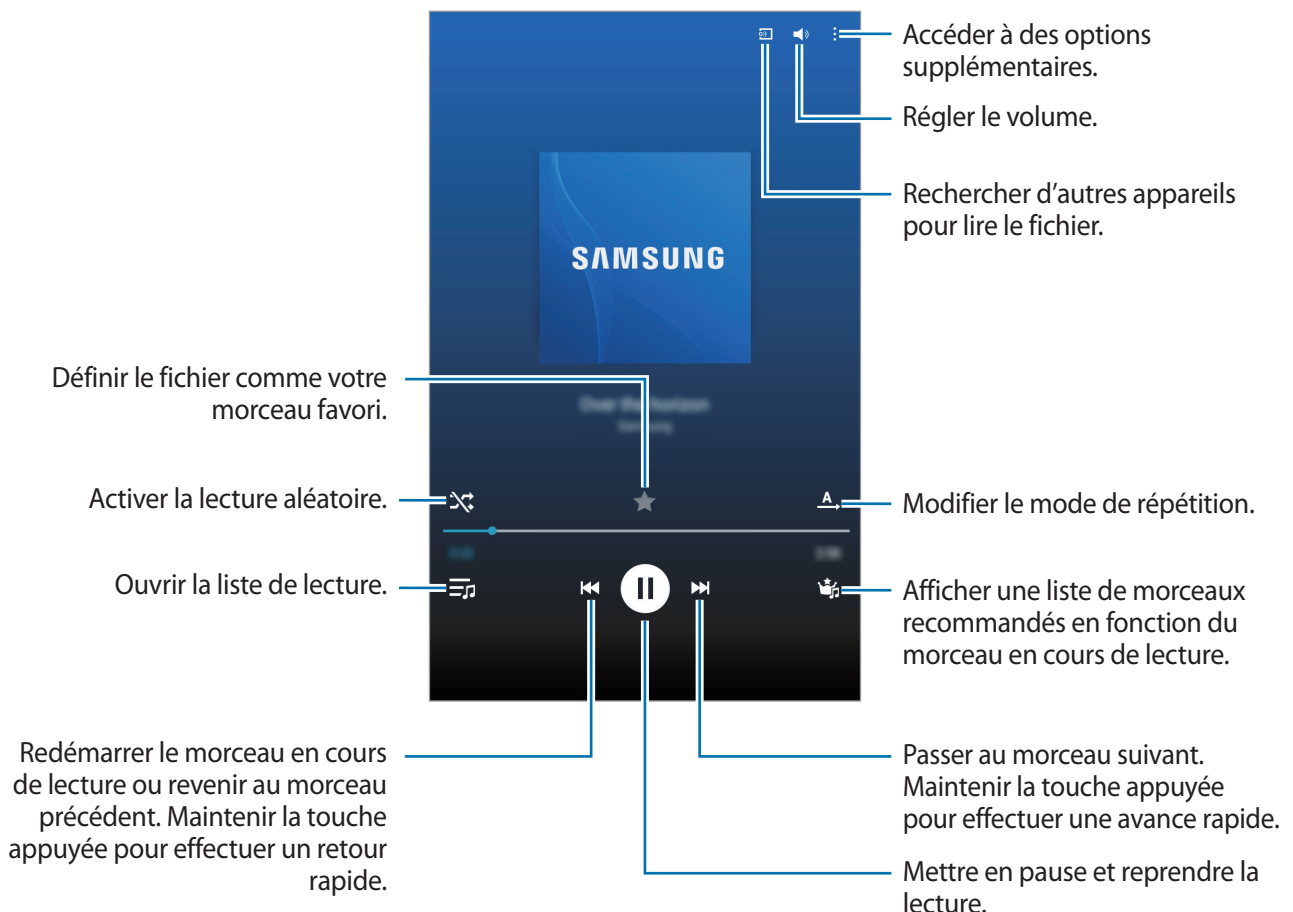 Accéder à des options
supplémentaires.
Régler le volume.
Rechercher d'autres appareils
pour lire le fichier.
SAMSUNG
Définir le fichier comme votre
morceau favori.
Over the horizon
Samsung
Activer la lecture aléatoire.
A
Modifier le mode de répétition.
Ouvrir la liste de lecture.
Afficher une liste de morceaux
recommandés en fonction du
morceau en cours de lecture.
Redémarrer le morceau en cours
de lecture ou revenir au morceau
précédent. Maintenir la touche
appuyée pour effectuer un retour
rapide.
Passer au morceau suivant.
Maintenir la touche appuyée
pour effectuer une avance rapide.
Mettre en pause et reprendre la
lecture.